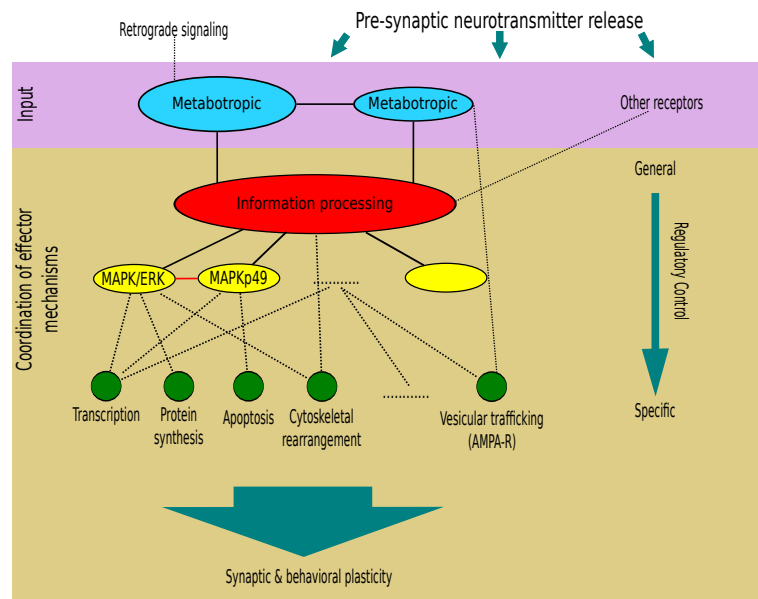 Pre-synaptic neurotransmitter release
Retrograde signaling
Input
Metabotropic
Metabotropic
Other receptors
General
Information processing
Regulatory Control
Coordination of effector
mechanisms
MAPK/ERK
MAPKp49
Transcription
Protein
synthesis
Apoptosis
Cytoskeletal
rearrangement
Vesicular trafficking
(AMPA-R)
Specific
Synaptic & behavioral plasticity